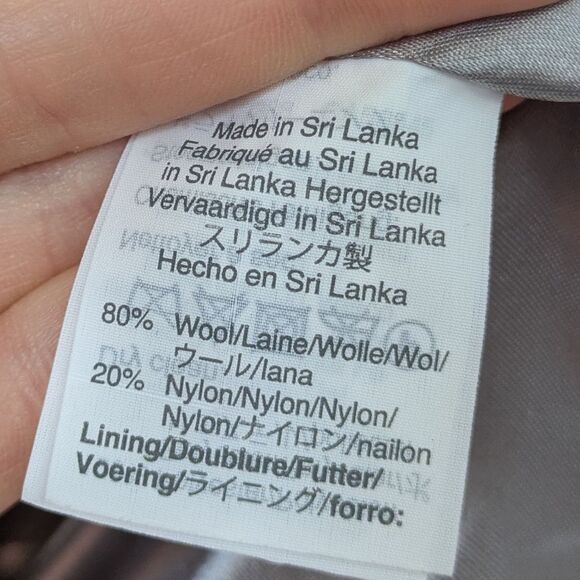 Made in Sri Lanka
Fabriqué au Sri Lanka
in Sri Lanka Hergestellt
Vervaardigd in Sri Lanka
スリランカ製
Hecho en Sri Lanka
80% Wool/Laine/Wolle/Wol/
ウール/lana
20% Nylon/Nylon/Nylon/
Nylon/ナイロン/nailon
Lining/Doublure/Futter/
Voering/ライニング/forro: